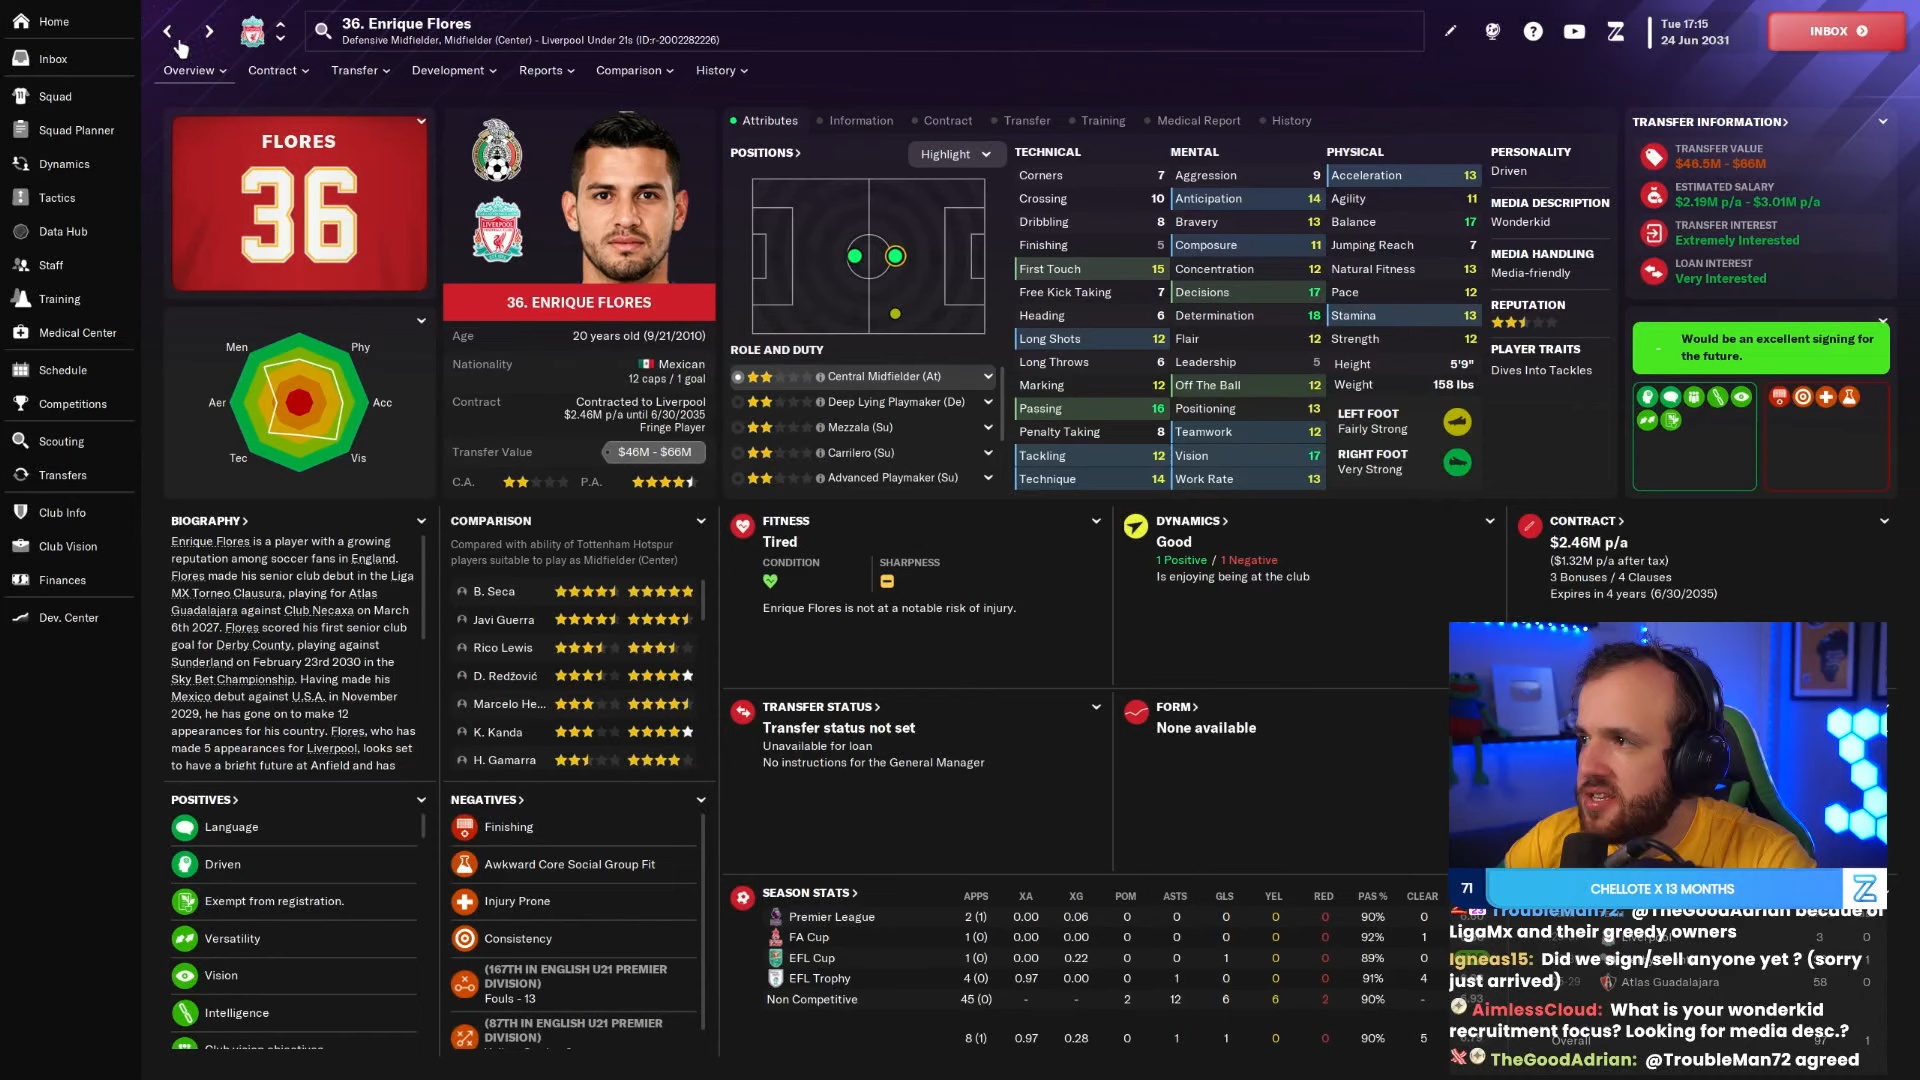 Home
Inbox
Squad
Squad Planner
Dynamics
Tactics
Data Hub
Staff
Training
Medical Center
Schedule
Competitions
Scouting
Transfers
Club Info
Club Vision
Finances
Dev. Center
36. Enrique Flores
Defensive Midfielder, Midfielder (Center) - Liverpool Under 21s (ID:r-2002282226)
Tue 17:15
24 Jun 2031
INBOX
Overview
Contract
Transfer
Development
Reports
Comparison
History
FLORES
36
Men
Phy
Aer
Acc
Tec
Vis
36. ENRIQUE FLORES
Age 20 years old (9/21/2010)
Nationality Mexican
12 caps / 1 goal
Contract Contracted to Liverpool
$2.46M p/a until 6/30/2035
Fringe Player
Transfer Value $46M - $66M
C.A. P.A.
Attributes
Information
Contract
Transfer
Training
Medical Report
History
POSITIONS>
Highlight
ROLE AND DUTY
Central Midfielder (At)
Deep Lying Playmaker (De)
Mezzala (Su)
Carrilero (Su)
Advanced Playmaker (Su)
TECHNICAL
Corners 7
Crossing 10
Dribbling 8
Finishing 5
First Touch 15
Free Kick Taking 7
Heading 6
Long Shots 12
Long Throws 6
Marking 12
Passing 16
Penalty Taking 8
Tackling 12
Technique 14
MENTAL
Aggression 9
Anticipation 14
Bravery 13
Composure 11
Concentration 12
Decisions 17
Determination 18
Flair 12
Leadership 5
Off The Ball 12
Positioning 13
Teamwork 12
Vision 17
Work Rate 13
PHYSICAL
Acceleration 13
Agility 11
Balance 17
Jumping Reach 7
Natural Fitness 13
Pace 12
Stamina 13
Strength 12
Height 5'9"
Weight 158 lbs
LEFT FOOT
Fairly Strong
RIGHT FOOT
Very Strong
PERSONALITY
Driven
MEDIA DESCRIPTION
Wonderkid
MEDIA HANDLING
Media-friendly
REPUTATION
PLAYER TRAITS
Dives Into Tackles
TRANSFER INFORMATION>
TRANSFER VALUE
$46.5M - $66M
ESTIMATED SALARY
$2.19M p/a - $3.01M p/a
TRANSFER INTEREST
Extremely Interested
LOAN INTEREST
Very Interested
Would be an excellent signing for
the future.
BIOGRAPHY>
Enrique Flores is a player with a growing
reputation among soccer fans in England.
Flores made his senior club debut in the Liga
MX Torneo Clausura, playing for Atlas
Guadalajara against Club Necaxa on March
6th 2027. Flores scored his first senior club
goal for Derby County, playing against
Sunderland on February 23rd 2030 in the
Sky Bet Championship. Having made his
Mexico debut against U.S.A. in November
2029, he has gone on to make 12
appearances for his country. Flores, who has
made 5 appearances for Liverpool, looks set
to have a bright future at Anfield and has
COMPARISON
Compared with ability of Tottenham Hotspur
players suitable to play as Midfielder (Center)
B. Seca
Javi Guerra
Rico Lewis
D. Redžović
Marcelo He...
K. Kanda
H. Gamarra
FITNESS
Tired
CONDITION
SHARPNESS
Enrique Flores is not at a notable risk of injury.
DYNAMICS>
Good
1 Positive / 1 Negative
Is enjoying being at the club
CONTRACT>
$2.46M p/a
($1.32M p/a after tax)
3 Bonuses / 4 Clauses
Expires in 4 years (6/30/2035)
TRANSFER STATUS>
Transfer status not set
Unavailable for loan
No instructions for the General Manager
FORM>
None available
POSITIVES>
Language
Driven
Exempt from registration.
Versatility
Vision
Intelligence
Club vision objectives
NEGATIVES>
Finishing
Awkward Core Social Group Fit
Injury Prone
Consistency
(167TH IN ENGLISH U21 PREMIER
DIVISION)
Fouls - 13
(87TH IN ENGLISH U21 PREMIER
DIVISION)
SEASON STATS> APPS XA XG POM ASTS GLS YEL RED PAS % CLEAR
Premier League 2 (1) 0.00 0.06 0 0 0 0 0 90% 0
FA Cup 1 (0) 0.00 0.00 0 0 0 0 0 92% 1
EFL Cup 1 (0) 0.00 0.22 0 0 1 0 0 89% 0
EFL Trophy 4 (0) 0.97 0.00 0 1 0 0 0 91% 4
Non Competitive 45 (0) - - 2 12 6 6 2 90% -
8 (1) 0.97 0.28 0 1 1 0 0 90% 5
71
CHELLOTE X 13 MONTHS
TroubleMan72: @TheGoodAdrian because of
LigaMx and their greedy owners
Liverpool 3 0
Igneas15: Did we sign/sell anyone yet ? (sorry
just arrived)
Atlas Guadalajara 58 0
AimlessCloud: What is your wonderkid
recruitment focus? Looking for media desc.?
Overall 97 1
TheGoodAdrian: @TroubleMan72 agreed